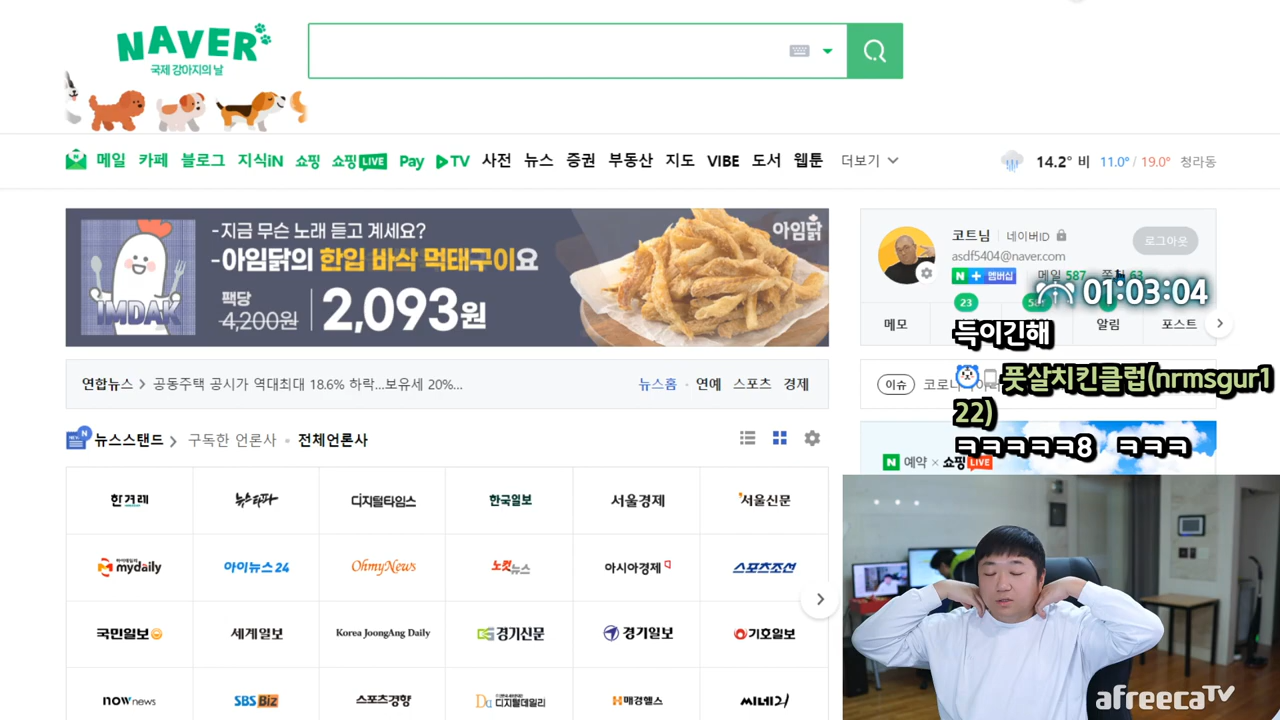 NAVER
국제 강아지의 날
메일 카페 블로그 지식iN 쇼핑 쇼핑LIVE Pay TV 사전 뉴스 증권 부동산 지도 VIBE 도서 웹툰 더보기
14.2° 비 11.0° / 19.0° 청라동
-지금 무슨 노래 듣고 계세요?
-아임닭의 한입 바삭 먹태구이요
팩당
4,200원 2,093원
IMDAK
아임닭
코트님 네이버ID 로그아웃
asdf5404@naver.com
N + 멤버십 메일 587
01:03:04
23
메모 알림 포스트
득이긴해
이슈
풋살치킨클럽(nrmsgur1
22)
ㅋㅋㅋㅋㅋ8 ㅋㅋㅋ
N 예약 × 쇼핑LIVE
연합뉴스 > 공동주택 공시가 역대최대 18.6% 하락...보유세 20%...
뉴스홈 연예 스포츠 경제
뉴스스탠드 > 구독한 언론사 전체언론사
한겨레 뉴스타파 디지털타임스 한국일보 서울경제 서울신문
마이데일리 mydaily 아이뉴스24 OhmyNews 노컷뉴스 아시아경제 스포츠조선
국민일보 세계일보 Korea JoongAng Daily 경기신문 경기일보 기호일보
nownews SBS Biz 스포츠경향 디지털데일리 매경헬스 씨네21
afreecaTV